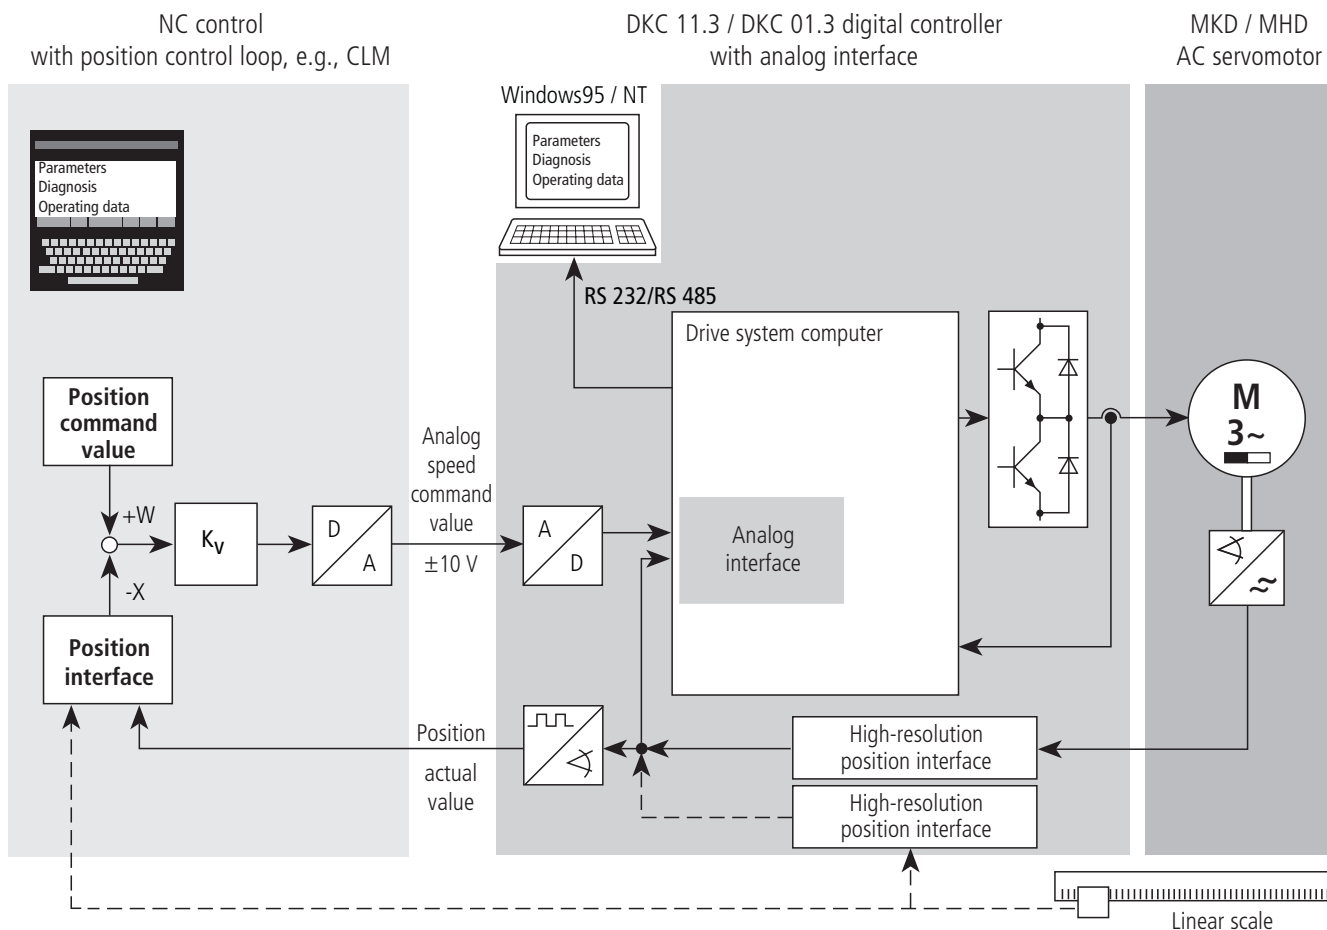 NC control
with position control loop, e.g., CLM
DKC 11.3 / DKC 01.3 digital controller
with analog interface
MKD / MHD
AC servomotor
Windows95 / NT
Parameters
Diagnosis
Operating data
Parameters
Diagnosis
Operating data
RS 232/RS 485
Drive system computer
Position
command
value
+W
-X
Kv
D
A
Analog
speed
command
value
±10 V
A
D
Analog
interface
M
3~
Position
interface
Position
actual
value
High-resolution
position interface
High-resolution
position interface
Linear scale